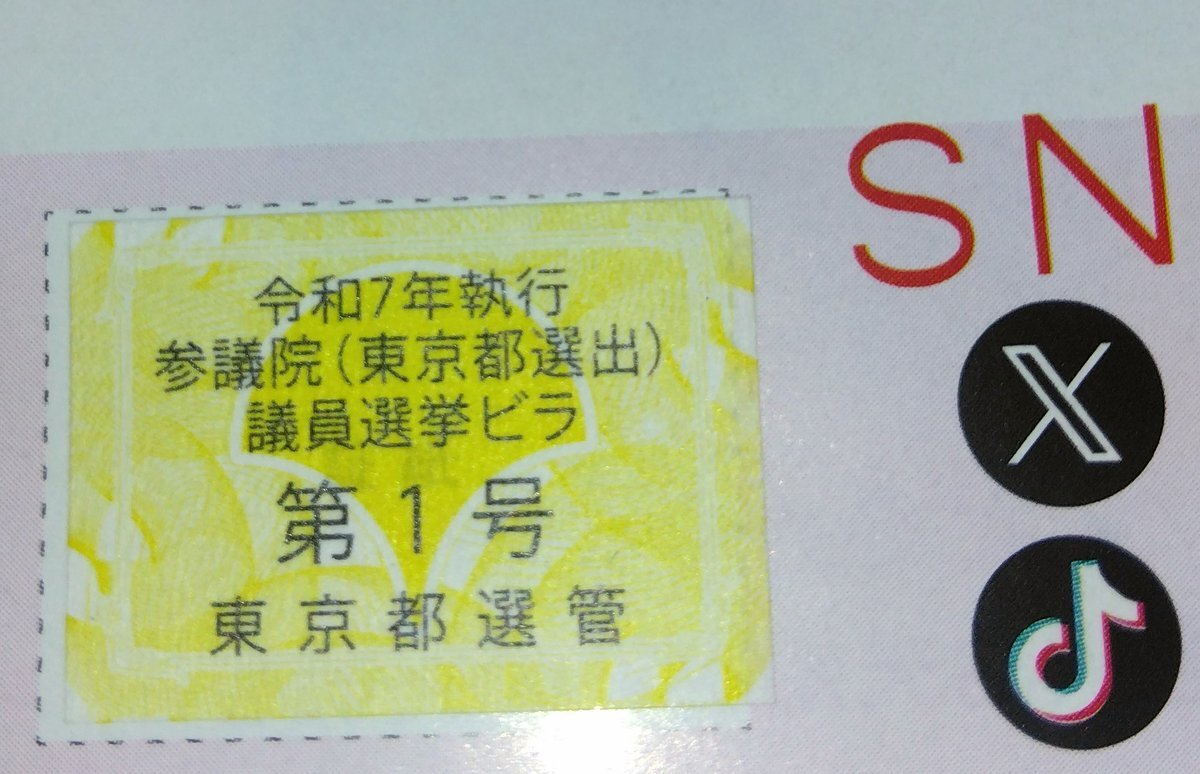 令和7年執行
参議院(東京都選出)
議員選挙ビラ
第1号
東京都選管
SN